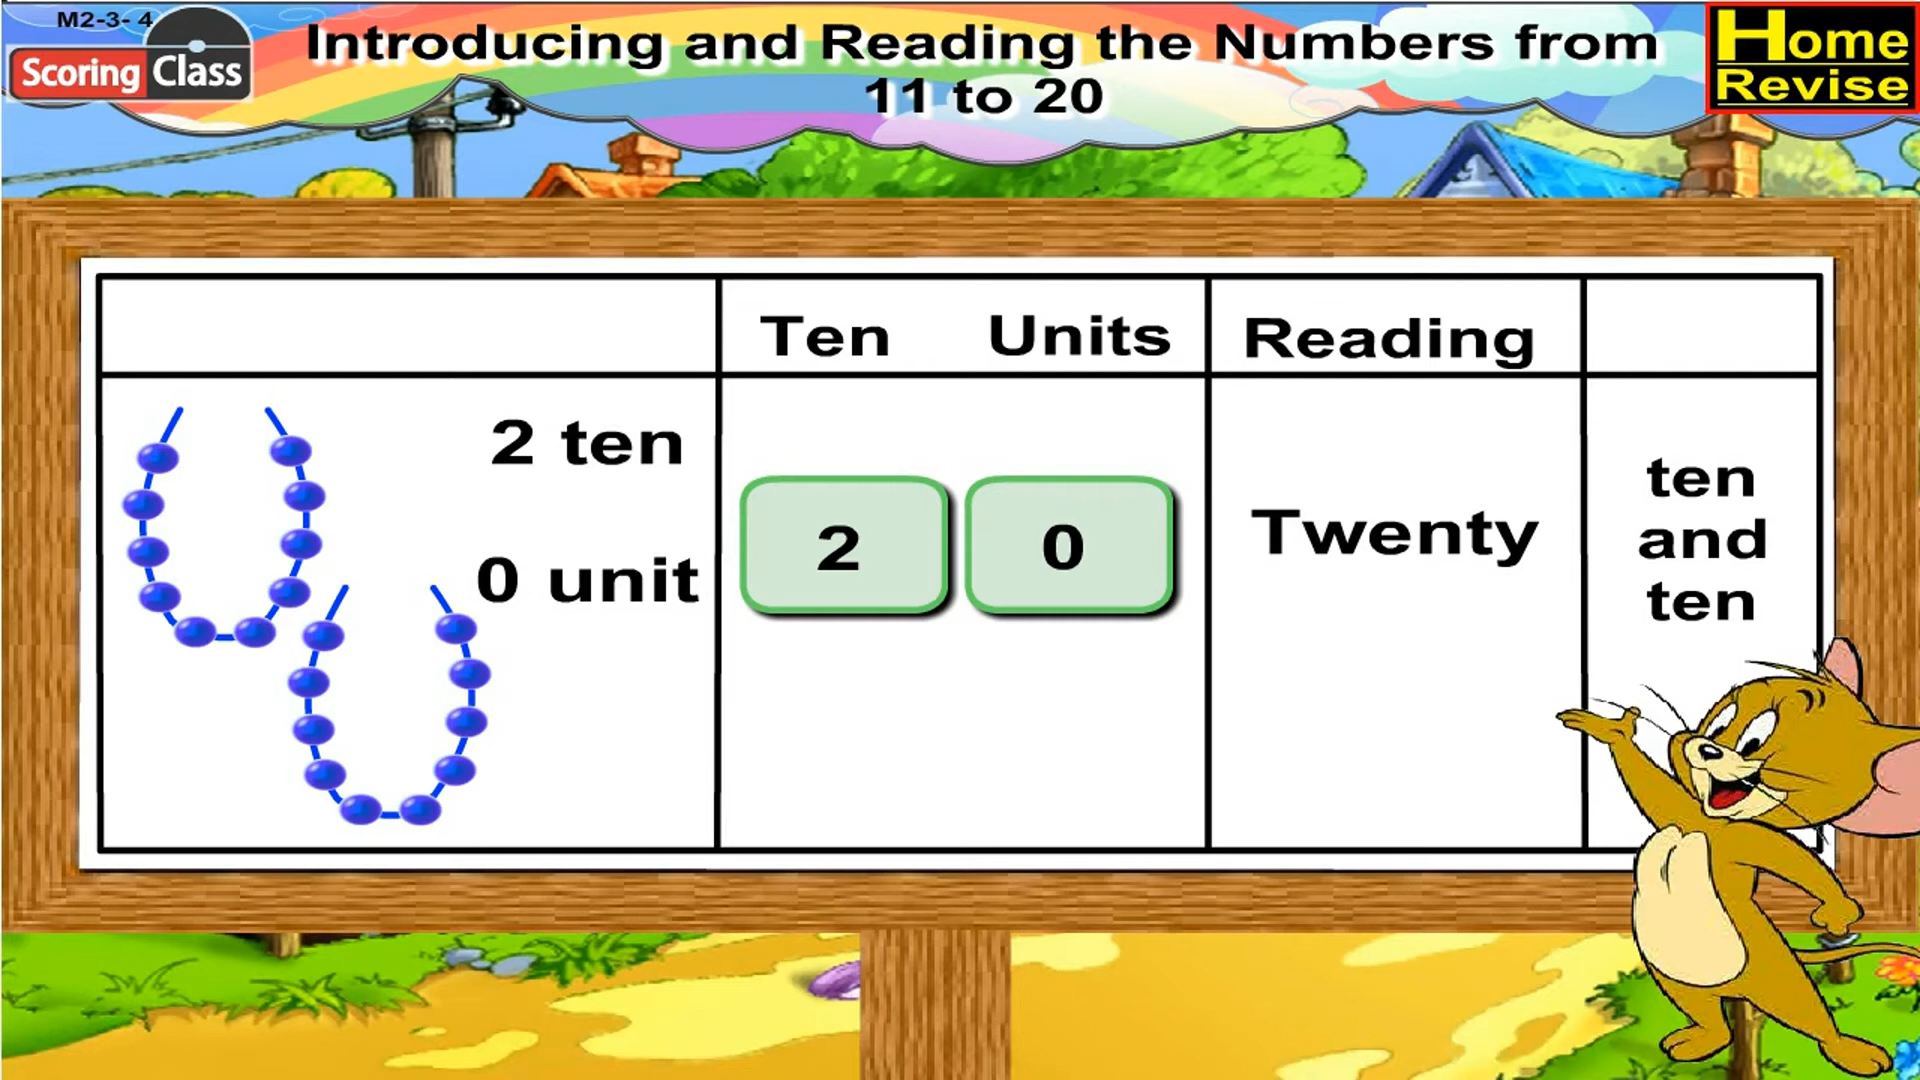 M2-3- 4
Scoring Class
Introducing and Reading the Numbers from
11 to 20
Home
Revise
Ten Units Reading
2 ten
0 unit
2 0
Twenty
ten
and
ten